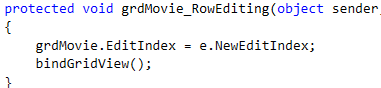 protected void grdMovie_RowEditing(object sender,
{
    grdMovie.EditIndex = e.NewEditIndex;
    bindGridView();
}